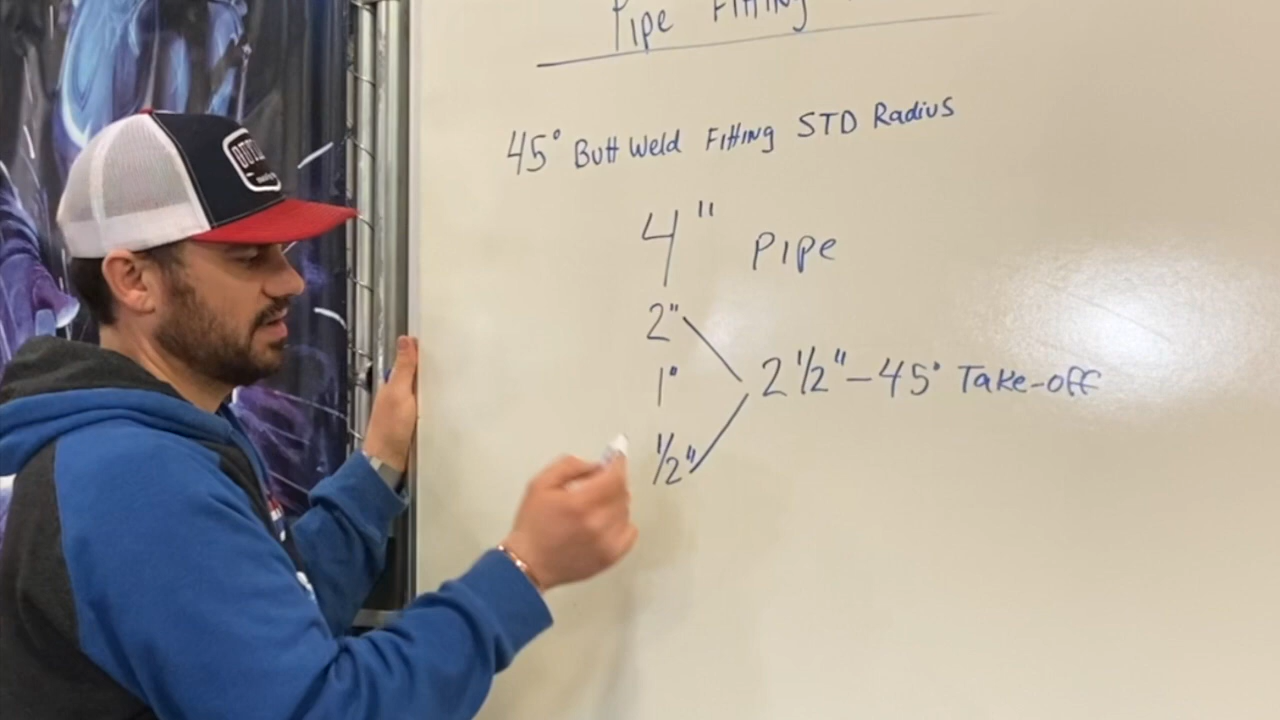 Pipe Fitting
45° Butt Weld Fitting STD Radius
4" Pipe
2"
1"
2 1/2" - 45° Take-off
1/2"